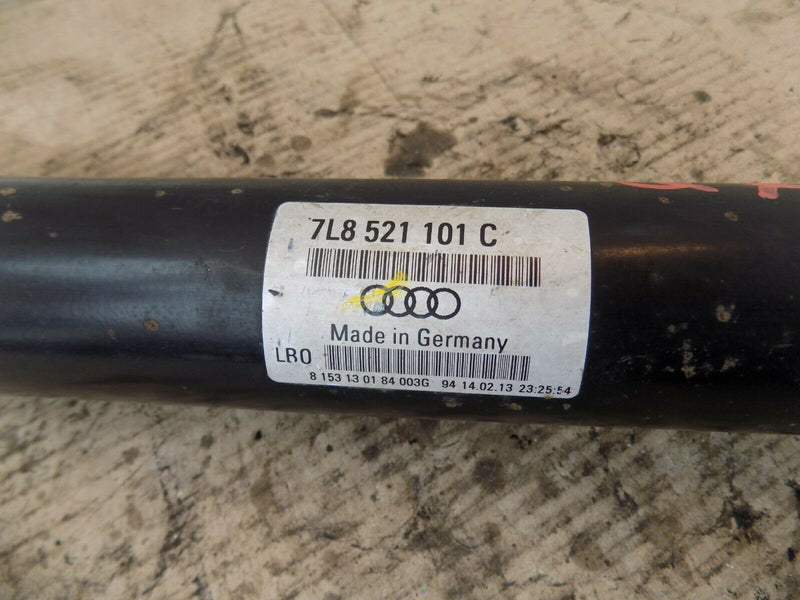 7L8 521 101 C
Made in Germany
LRO
8 153 13 01 84 003G 94 14.02.13 23:25:54